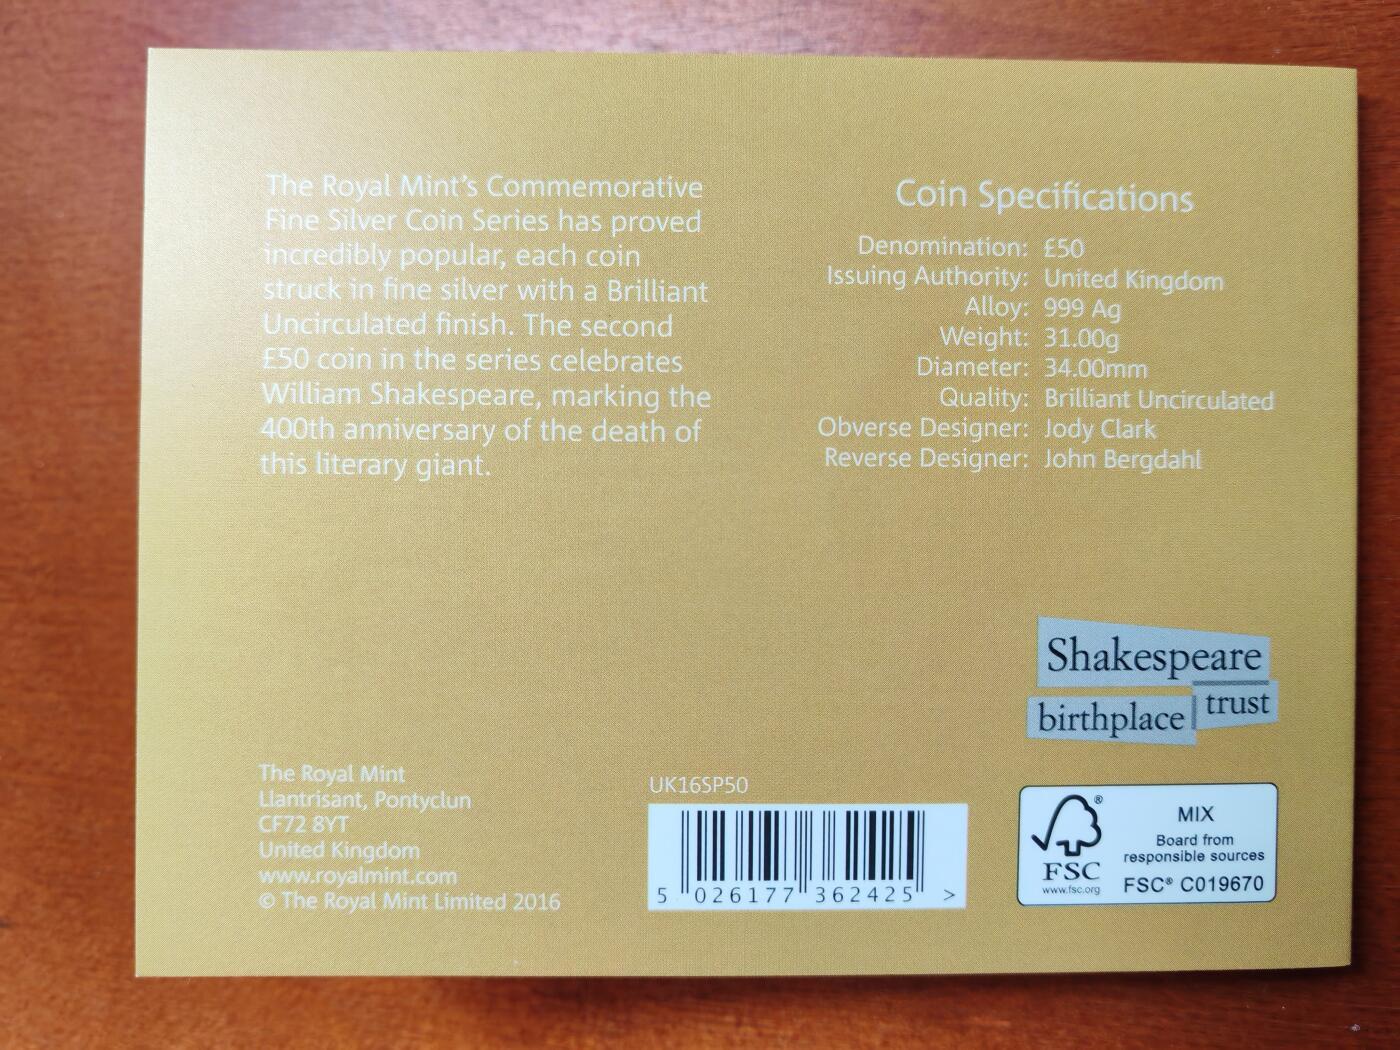 The Royal Mint's Commemorative
Fine Silver Coin Series has proved
incredibly popular, each coin
struck in fine silver with a Brilliant
Uncirculated finish. The second
£50 coin in the series celebrates
William Shakespeare, marking the
400th anniversary of the death of
this literary giant.
Coin Specifications
Denomination: £50
Issuing Authority: United Kingdom
Alloy: 999 Ag
Weight: 31.00g
Diameter: 34.00mm
Quality: Brilliant Uncirculated
Obverse Designer: Jody Clark
Reverse Designer: John Bergdahl
Shakespeare
birthplace trust
The Royal Mint
Llantrisant, Pontyclun
CF72 8YT
United Kingdom
www.royalmint.com
© The Royal Mint Limited 2016
UK16SP50
5 026177 362425 >
FSC
www.fsc.org
®
MIX
Board from
responsible sources
FSC® C019670